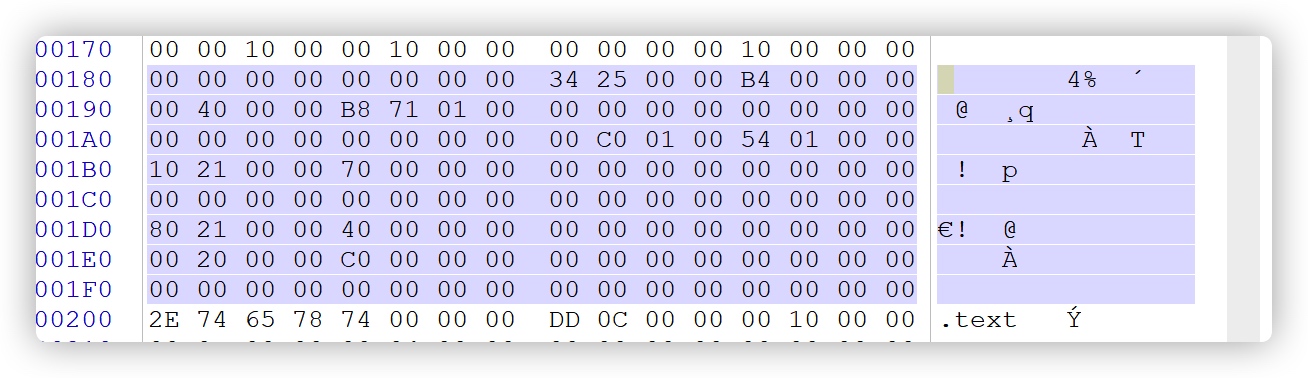 00170 00 00 10 00 00 10 00 00 00 00 00 00 10 00 00 00
00180 00 00 00 00 00 00 00 00 34 25 00 00 B4 00 00 00 4% ´
00190 00 40 00 00 B8 71 01 00 00 00 00 00 00 00 00 00 @ ¸q
001A0 00 00 00 00 00 00 00 00 00 C0 01 00 54 01 00 00 À T
001B0 10 21 00 00 70 00 00 00 00 00 00 00 00 00 00 00 ! p
001C0 00 00 00 00 00 00 00 00 00 00 00 00 00 00 00 00
001D0 80 21 00 00 40 00 00 00 00 00 00 00 00 00 00 00 €! @
001E0 00 20 00 00 C0 00 00 00 00 00 00 00 00 00 00 00 À
001F0 00 00 00 00 00 00 00 00 00 00 00 00 00 00 00 00
00200 2E 74 65 78 74 00 00 00 DD 0C 00 00 00 10 00 00 .text Ý